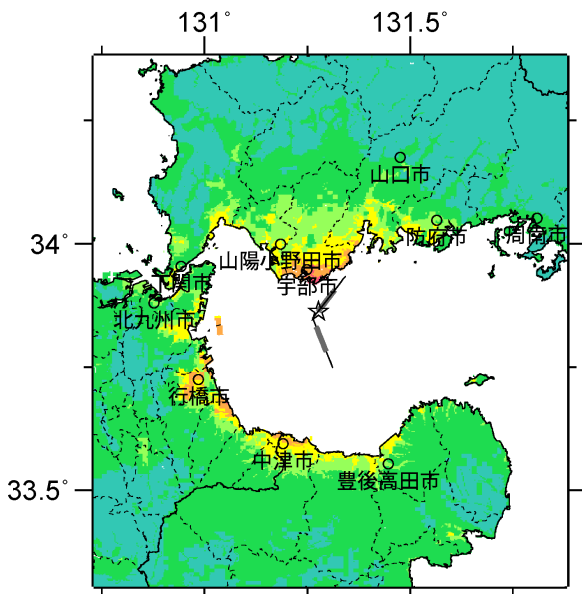 131°
131.5°
山口市
34°
防府市
周南市
山陽小野田市
下関市
宇部市
北九州市
行橋市
中津市
豊後高田市
33.5°